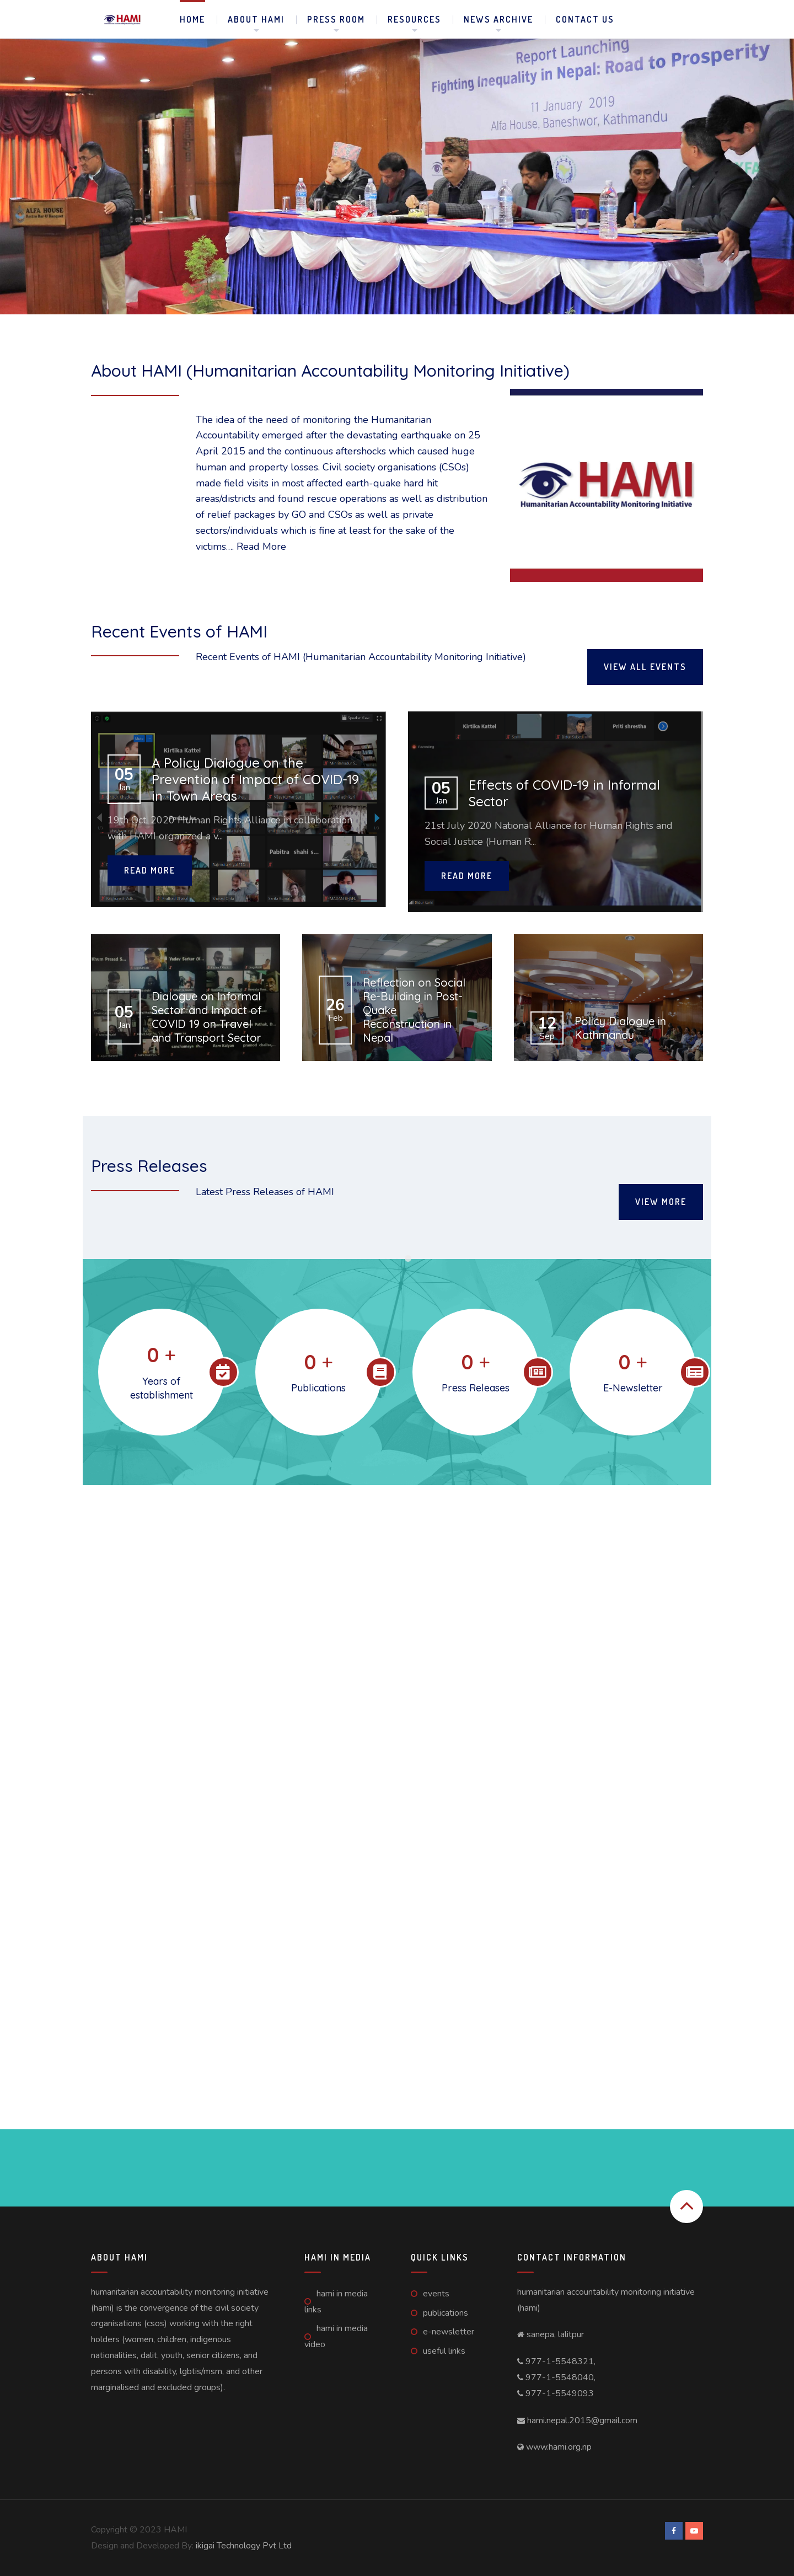 HAMI
HOME
ABOUT HAMI
PRESS ROOM
RESOURCES
NEWS ARCHIVE
CONTACT US
Report Launching
Fighting Inequality in Nepal: Road to Prosperity
11 January 2019
Alfa House, Baneshwor, Kathmandu
ALFA HOUSE
About HAMI (Humanitarian Accountability Monitoring Initiative)
The idea of the need of monitoring the Humanitarian
Accountability emerged after the devastating earthquake on 25
April 2015 and the continuous aftershocks which caused huge
human and property losses. Civil society organisations (CSOs)
made field visits in most affected earth-quake hard hit
areas/districts and found rescue operations as well as distribution
of relief packages by GO and CSOs as well as private
sectors/individuals which is fine at least for the sake of the
victims.... Read More
HAMI
Humanitarian Accountability Monitoring Initiative
Recent Events of HAMI
Recent Events of HAMI (Humanitarian Accountability Monitoring Initiative)
VIEW ALL EVENTS
Kirtika Kattel
05
Jan
A Policy Dialogue on the
Prevention of Impact of COVID-19
in Town Areas
19th Oct, 2020 Human Rights Alliance in collaboration
with HAMI organized a v...
READ MORE
Pabitra shahi s...
Kirtika Kattel
Priti shrestha
05
Jan
Effects of COVID-19 in Informal
Sector
21st July 2020 National Alliance for Human Rights and
Social Justice (Human R...
READ MORE
05
Jan
Dialogue on Informal
Sector and Impact of
COVID 19 on Travel
and Transport Sector
26
Feb
Reflection on Social
Re-Building in Post-
Quake
Reconstruction in
Nepal
12
Sep
Policy Dialogue in
Kathmandu
Press Releases
Latest Press Releases of HAMI
VIEW MORE
0 +
Years of
establishment
0 +
Publications
0 +
Press Releases
0 +
E-Newsletter
ABOUT HAMI
humanitarian accountability monitoring initiative
(hami) is the convergence of the civil society
organisations (csos) working with the right
holders (women, children, indigenous
nationalities, dalit, youth, senior citizens, and
persons with disability, lgbtis/msm, and other
marginalised and excluded groups).
HAMI IN MEDIA
hami in media
links
hami in media
video
QUICK LINKS
events
publications
e-newsletter
useful links
CONTACT INFORMATION
humanitarian accountability monitoring initiative
(hami)
sanepa, lalitpur
977-1-5548321,
977-1-5548040,
977-1-5549093
hami.nepal.2015@gmail.com
www.hami.org.np
Copyright © 2023 HAMI
Design and Developed By: ikigai Technology Pvt Ltd